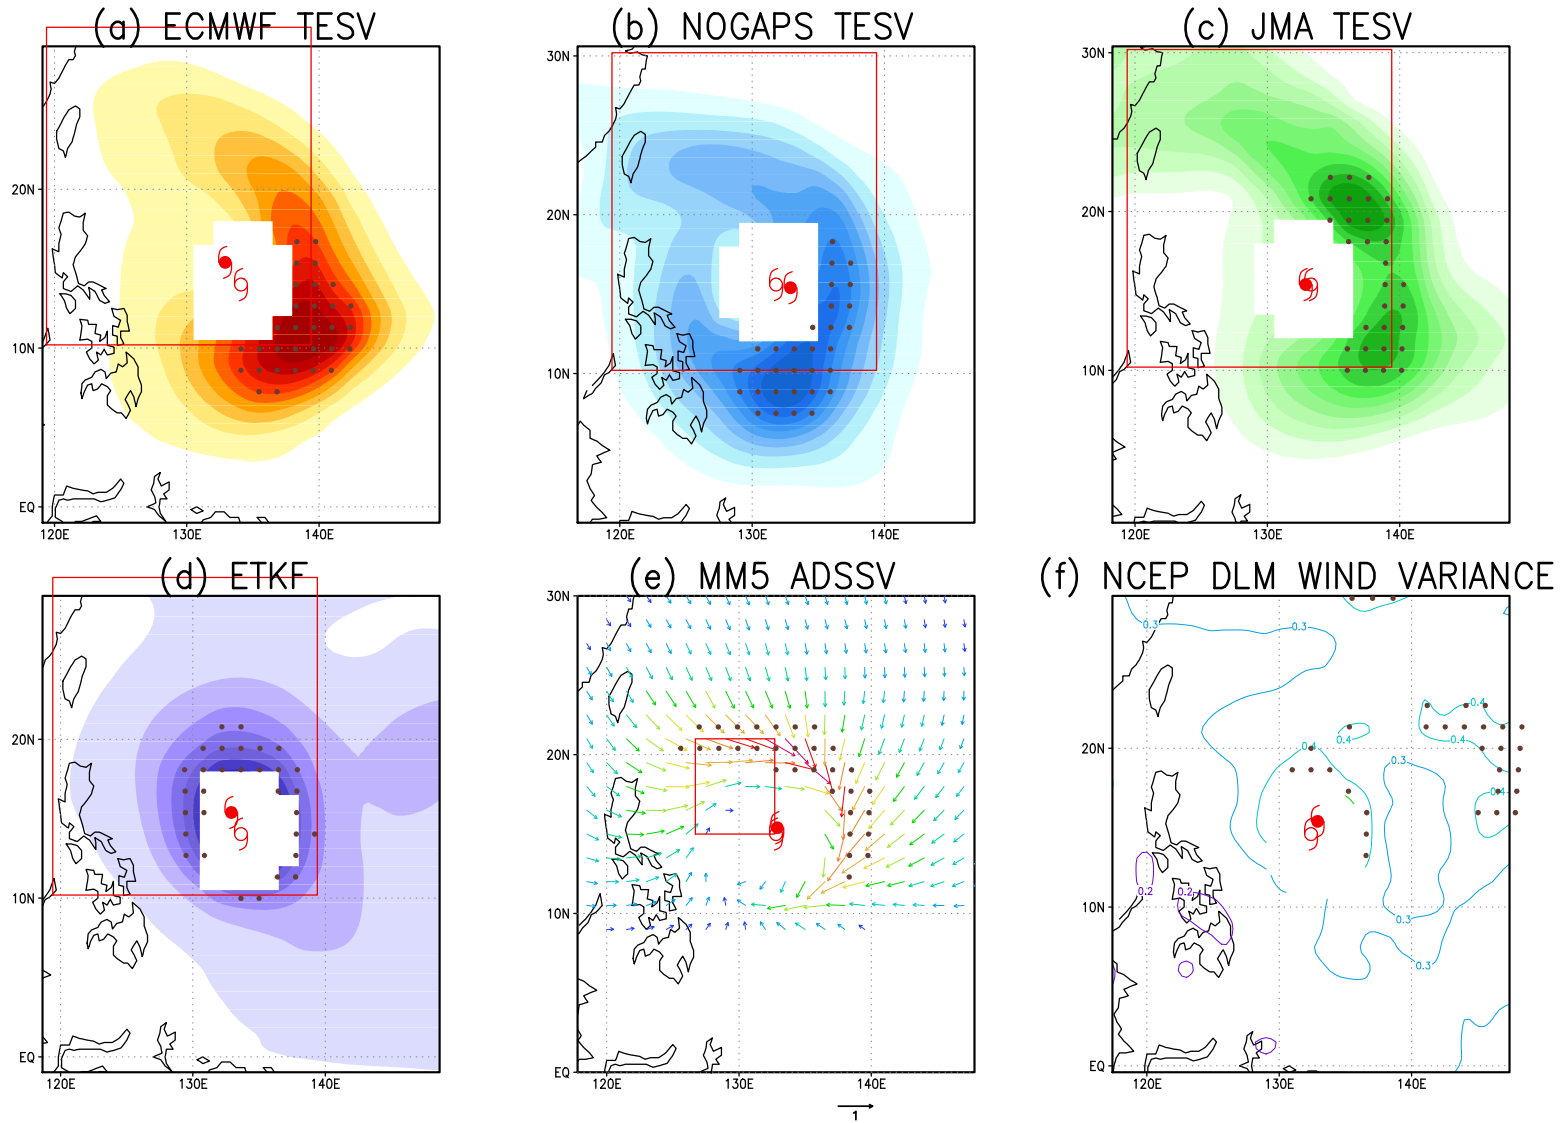 (a) ECMWF TESV
(b) NOGAPS TESV
(c) JMA TESV
20N
10N
EQ
120E
130E
140E
30N
20N
10N
120E
130E
140E
30N
20N
10N
120E
130E
140E
(d) ETKF
(e) MM5 ADSSV
(f) NCEP DLM WIND VARIANCE
20N
10N
EQ
120E
130E
140E
30N
20N
10N
EQ
120E
130E
140E
1
0.3
0.3
0.4
0.4
0.4
0.3
0.4
0.2
0.2
0.3
0.3
20N
10N
EQ
120E
130E
140E